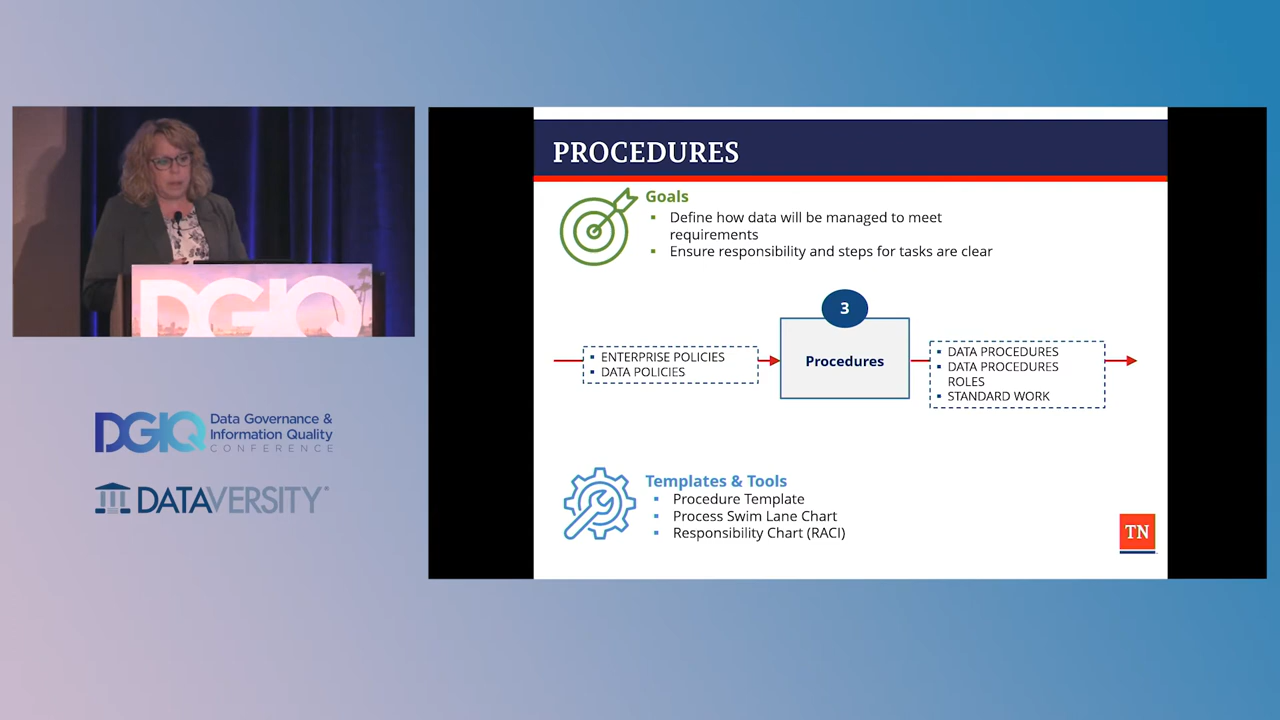 PROCEDURES
Goals
Define how data will be managed to meet
requirements
Ensure responsibility and steps for tasks are clear
3
ENTERPRISE POLICIES
DATA POLICIES
Procedures
DATA PROCEDURES
DATA PROCEDURES
ROLES
STANDARD WORK
Templates & Tools
Procedure Template
Process Swim Lane Chart
Responsibility Chart (RACI)
TN
DGIQ
DGIQ
Data Governance &
Information Quality
CONFERENCE
DATAVERSITY